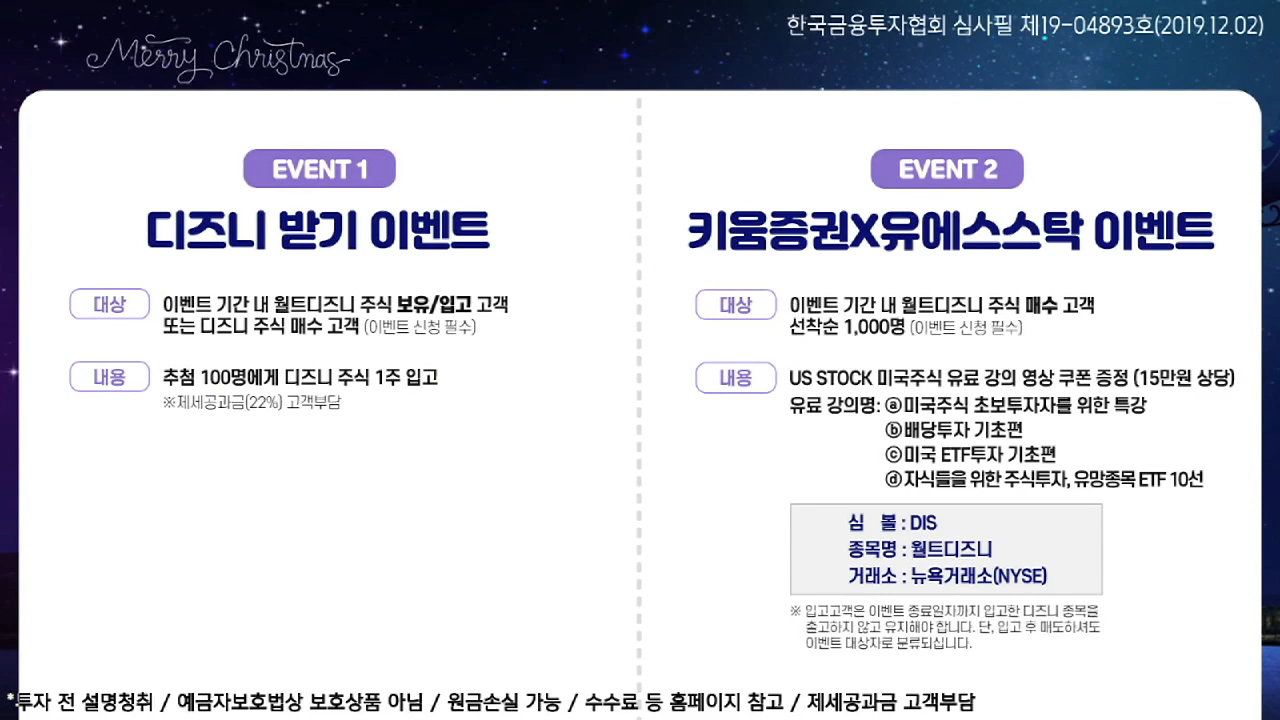 한국금융투자협회 심사필 제19-04893호(2019.12.02)
Merry Christmas
EVENT 1
디즈니 받기 이벤트
대상
이벤트 기간 내 월트디즈니 주식 보유/입고 고객
또는 디즈니 주식 매수 고객 (이벤트 신청 필수)
내용
추첨 100명에게 디즈니 주식 1주 입고
※제세공과금(22%) 고객부담
EVENT 2
키움증권X유에스스탁 이벤트
대상
이벤트 기간 내 월트디즈니 주식 매수 고객
선착순 1,000명 (이벤트 신청 필수)
내용
US STOCK 미국주식 유료 강의 영상 쿠폰 증정 (15만원 상당)
유료 강의명: ⓐ미국주식 초보투자자를 위한 특강
ⓑ배당투자 기초편
ⓒ미국 ETF투자 기초편
ⓓ자식들을 위한 주식투자, 유망종목 ETF 10선
심 볼 : DIS
종목명 : 월트디즈니
거래소 : 뉴욕거래소(NYSE)
※ 입고고객은 이벤트 종료일자까지 입고한 디즈니 종목을
출고하지 않고 유지해야 합니다. 단, 입고 후 매도하셔도
이벤트 대상자로 분류되십니다.
*투자 전 설명청취 / 예금자보호법상 보호상품 아님 / 원금손실 가능 / 수수료 등 홈페이지 참고 / 제세공과금 고객부담